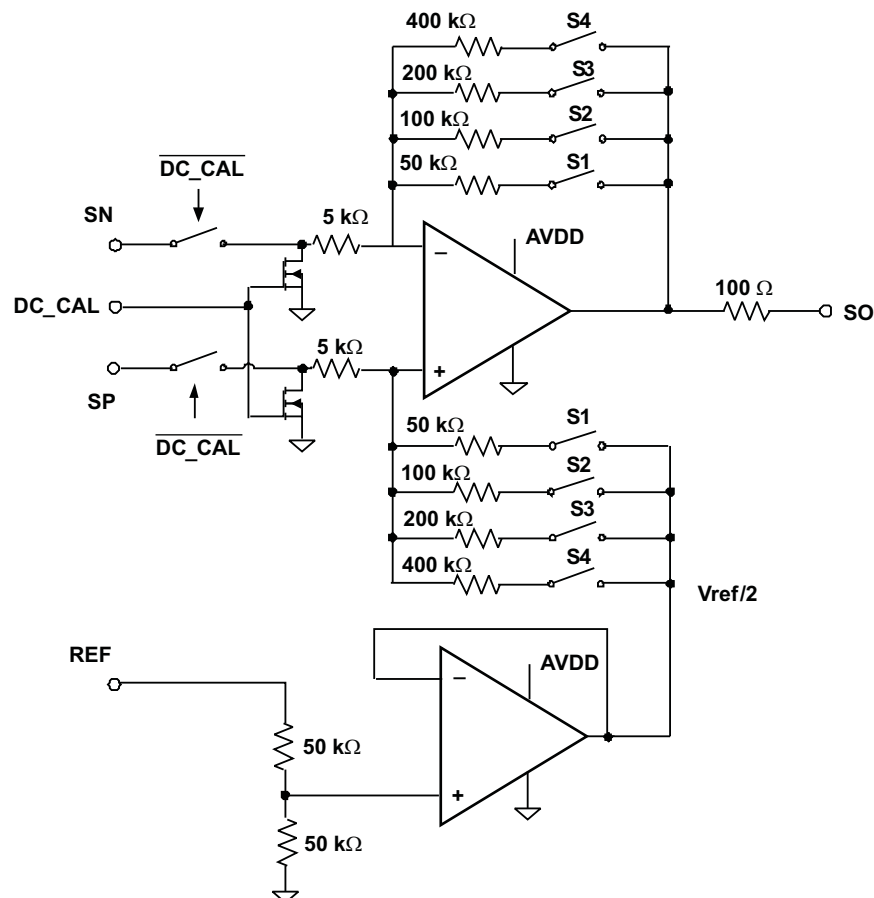 400 kΩ
S4
200 kΩ
S3
100 kΩ
S2
50 kΩ
S1
DC_CAL
SN
5 kΩ
AVDD
−
100 Ω
SO
DC_CAL
5 kΩ
+
SP
DC_CAL
50 kΩ
S1
100 kΩ
S2
200 kΩ
S3
400 kΩ
S4
Vref/2
REF
AVDD
−
50 kΩ
+
50 kΩ